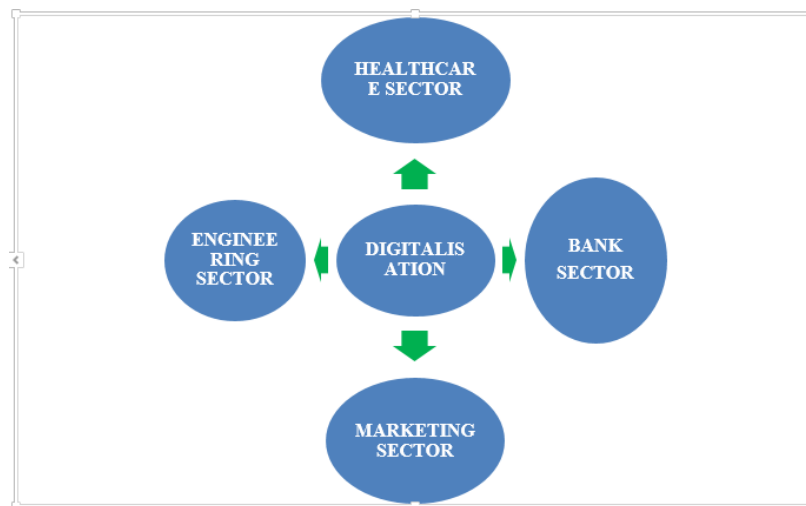 HEALTHCAR
E SECTOR
ENGINEE
RING
SECTOR
DIGITALIS
ATION
BANK
SECTOR
MARKETING
SECTOR